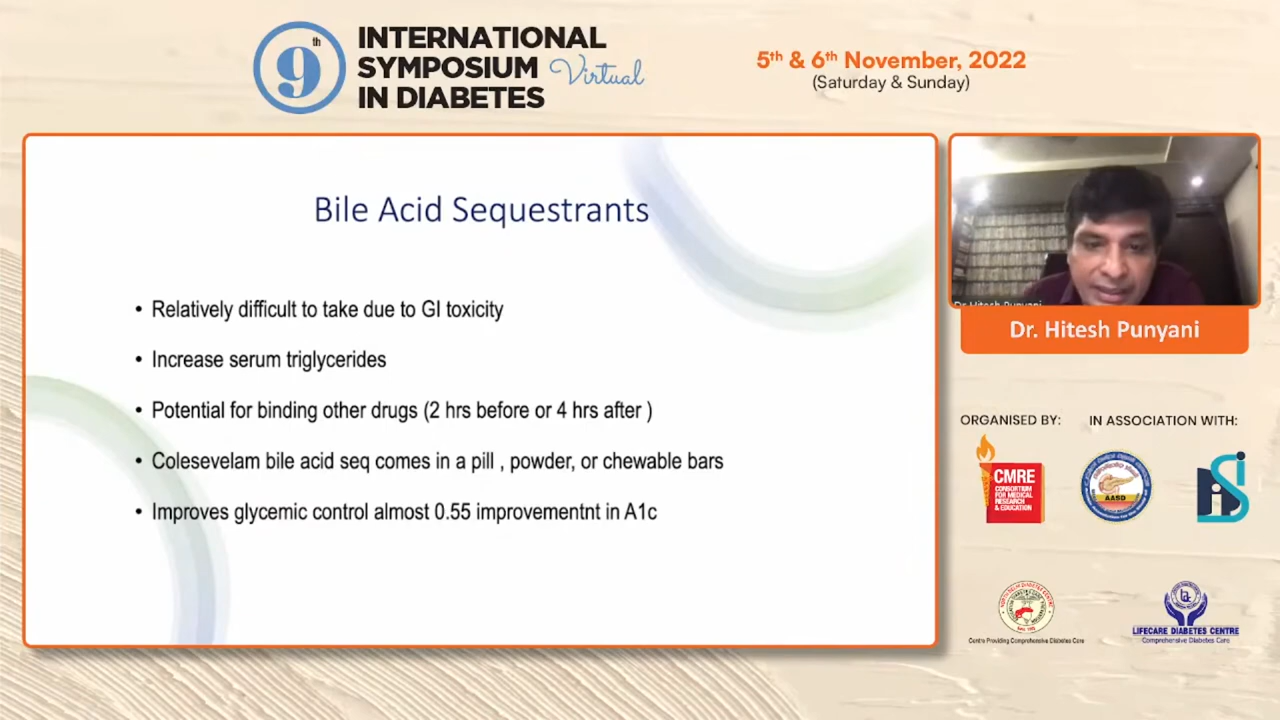 9th
INTERNATIONAL
SYMPOSIUM Virtual
IN DIABETES
5th & 6th November, 2022
(Saturday & Sunday)
Bile Acid Sequestrants
• Relatively difficult to take due to GI toxicity
• Increase serum triglycerides
• Potential for binding other drugs (2 hrs before or 4 hrs after )
• Colesevelam bile acid seq comes in a pill , powder, or chewable bars
• Improves glycemic control almost 0.55 improvementnt in A1c
Dr Hitesh Punyani
Dr. Hitesh Punyani
ORGANISED BY:
IN ASSOCIATION WITH:
CMRE
CONSORTIUM
FOR MEDICAL
RESEARCH
& EDUCATION
AASD
Centre Providing Comprehensive Diabetes Care
LIFECARE DIABETES CENTRE
Comprehensive Diabetes Care